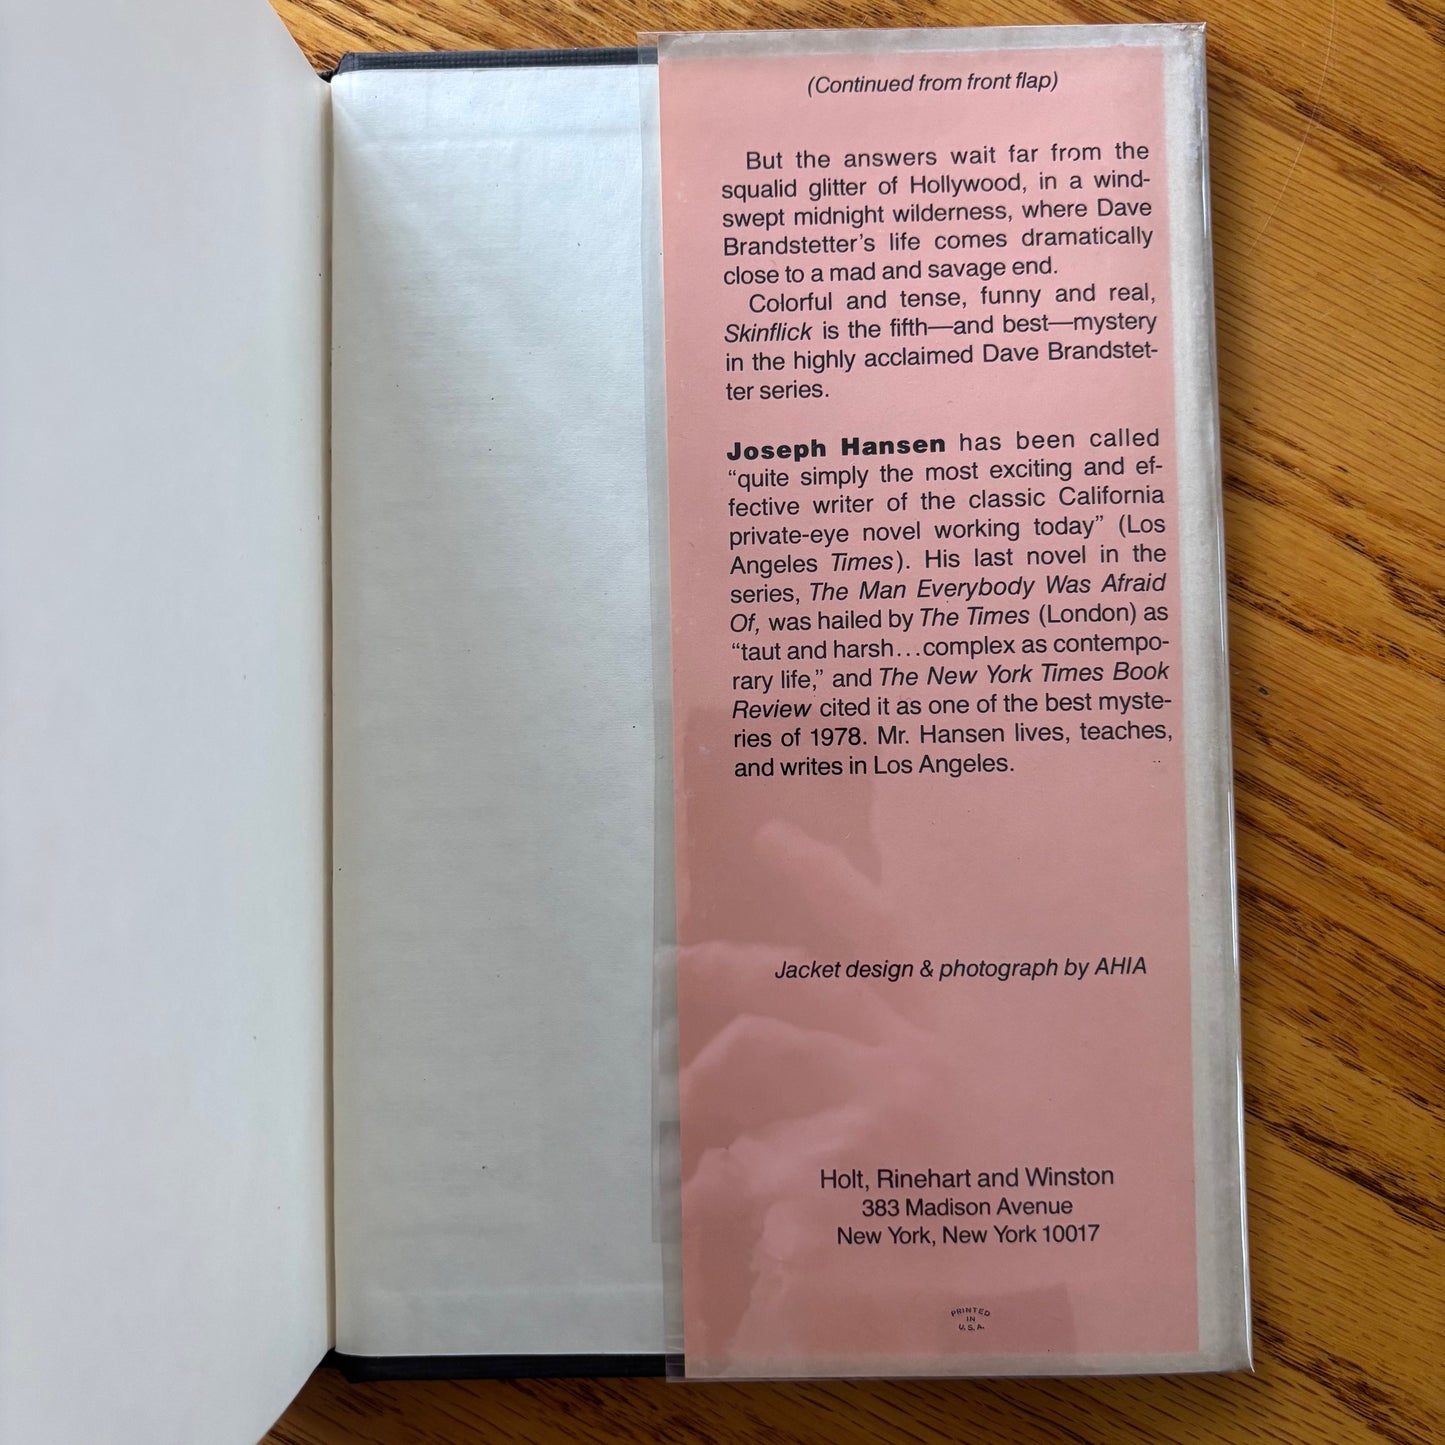 (Continued from front flap)
But the answers wait far from the
squalid glitter of Hollywood, in a wind-
swept midnight wilderness, where Dave
Brandstetter's life comes dramatically
close to a mad and savage end.
Colorful and tense, funny and real,
Skinflick is the fifth—and best—mystery
in the highly acclaimed Dave Brandstet-
ter series.
Joseph Hansen has been called
“quite simply the most exciting and ef-
fective writer of the classic California
private-eye novel working today” (Los
Angeles Times). His last novel in the
series, The Man Everybody Was Afraid
Of, was hailed by The Times (London) as
“taut and harsh...complex as contempo-
rary life,” and The New York Times Book
Review cited it as one of the best myste-
ries of 1978. Mr. Hansen lives, teaches,
and writes in Los Angeles.
Jacket design & photograph by AHIA
Holt, Rinehart and Winston
383 Madison Avenue
New York, New York 10017
PRINTED
IN
U.S.A.